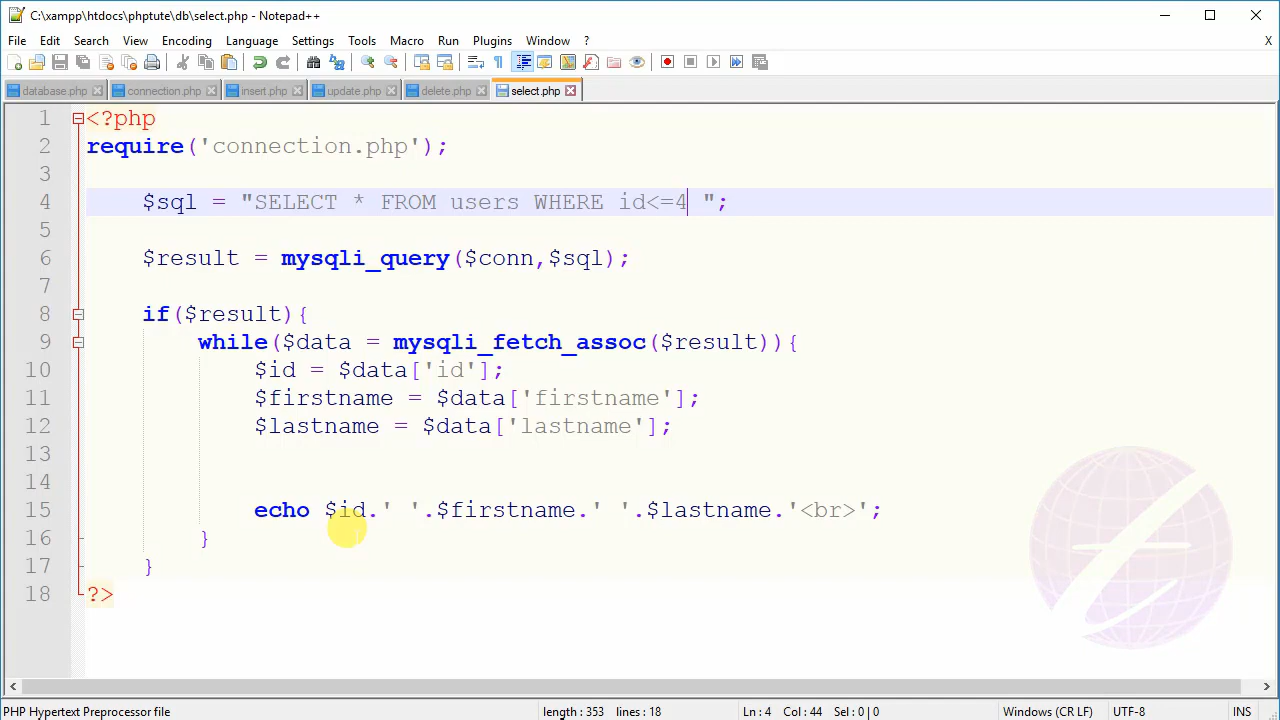 C:\xampp\htdocs\phptute\db\select.php - Notepad++
File Edit Search View Encoding Language Settings Tools Macro Run Plugins Window ? X
database.php connection.php insert.php update.php delete.php select.php
1 <?php
2 require('connection.php');
3
4 $sql = "SELECT * FROM users WHERE id<=4 ";
5
6 $result = mysqli_query($conn,$sql);
7
8 if($result){
9 while($data = mysqli_fetch_assoc($result)){
10 $id = $data['id'];
11 $firstname = $data['firstname'];
12 $lastname = $data['lastname'];
13
14
15 echo $id.' '.$firstname.' '.$lastname.'<br>';
16 }
17 }
18 ?>
PHP Hypertext Preprocessor file length : 353 lines : 18 Ln : 4 Col : 44 Sel : 0 | 0 Windows (CR LF) UTF-8 INS